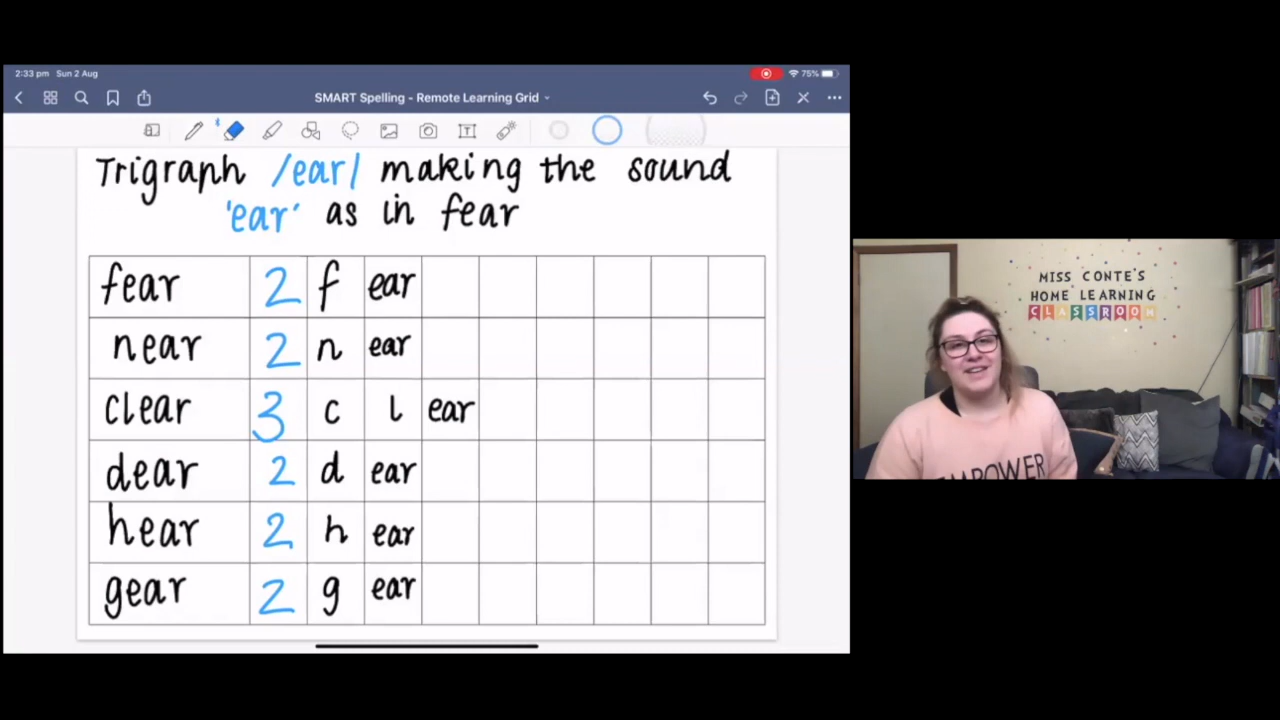 2:33 pm Sun 2 Aug
75%
SMART Spelling - Remote Learning Grid
Trigraph /ear/ making the sound
'ear' as in fear
fear 2 f ear
near 2 n ear
clear 3 c l ear
dear 2 d ear
hear 2 h ear
gear 2 g ear
MISS CONTE'S
HOME LEARNING
CLASSROOM
EMPOWER